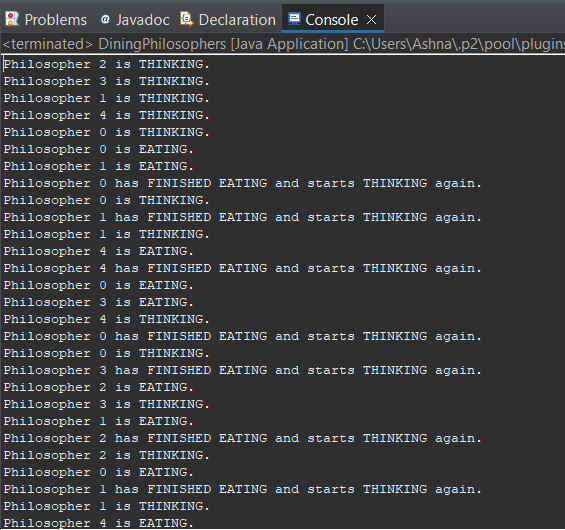 Problems @ Javadoc Declaration Console
<terminated> DiningPhilosophers [Java Application] C:\Users\Ashna\.p2\pool\plugins
Philosopher 2 is THINKING.
Philosopher 3 is THINKING.
Philosopher 1 is THINKING.
Philosopher 4 is THINKING.
Philosopher 0 is THINKING.
Philosopher 0 is EATING.
Philosopher 1 is EATING.
Philosopher 0 has FINISHED EATING and starts THINKING again.
Philosopher 0 is THINKING.
Philosopher 1 has FINISHED EATING and starts THINKING again.
Philosopher 1 is THINKING.
Philosopher 4 is EATING.
Philosopher 4 has FINISHED EATING and starts THINKING again.
Philosopher 0 is EATING.
Philosopher 3 is EATING.
Philosopher 4 is THINKING.
Philosopher 0 has FINISHED EATING and starts THINKING again.
Philosopher 0 is THINKING.
Philosopher 3 has FINISHED EATING and starts THINKING again.
Philosopher 2 is EATING.
Philosopher 3 is THINKING.
Philosopher 1 is EATING.
Philosopher 2 has FINISHED EATING and starts THINKING again.
Philosopher 2 is THINKING.
Philosopher 0 is EATING.
Philosopher 1 has FINISHED EATING and starts THINKING again.
Philosopher 1 is THINKING.
Philosopher 4 is EATING.